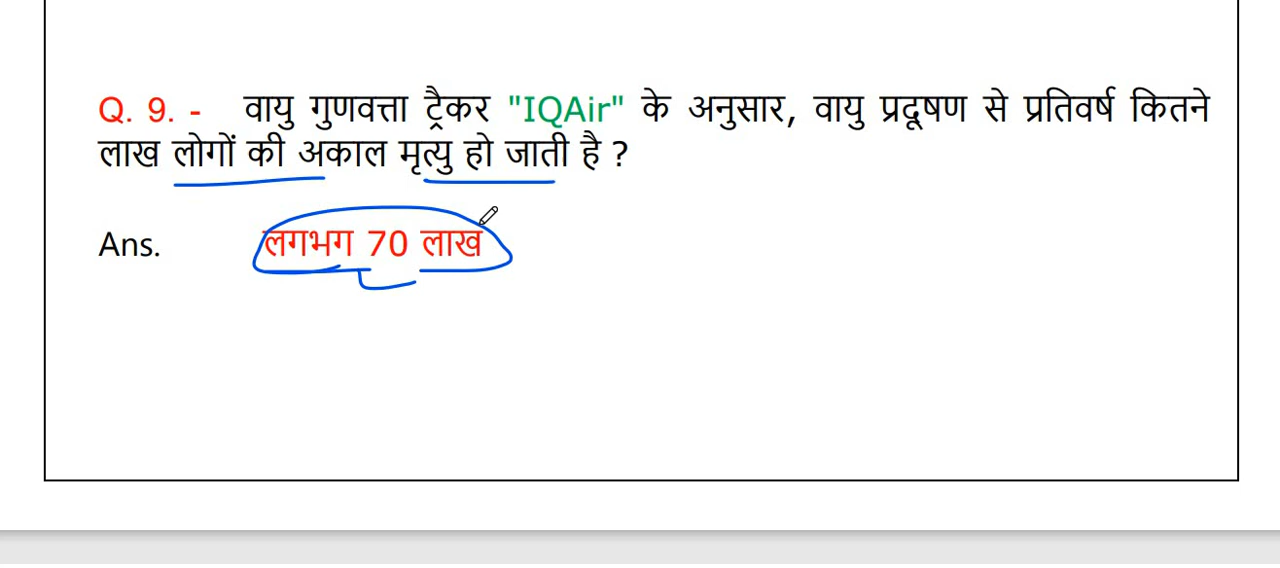 Q. 9. - वायु गुणवत्ता ट्रैकर "IQAir" के अनुसार, वायु प्रदूषण से प्रतिवर्ष कितने
लाख लोगों की अकाल मृत्यु हो जाती है ?
Ans. लगभग 70 लाख